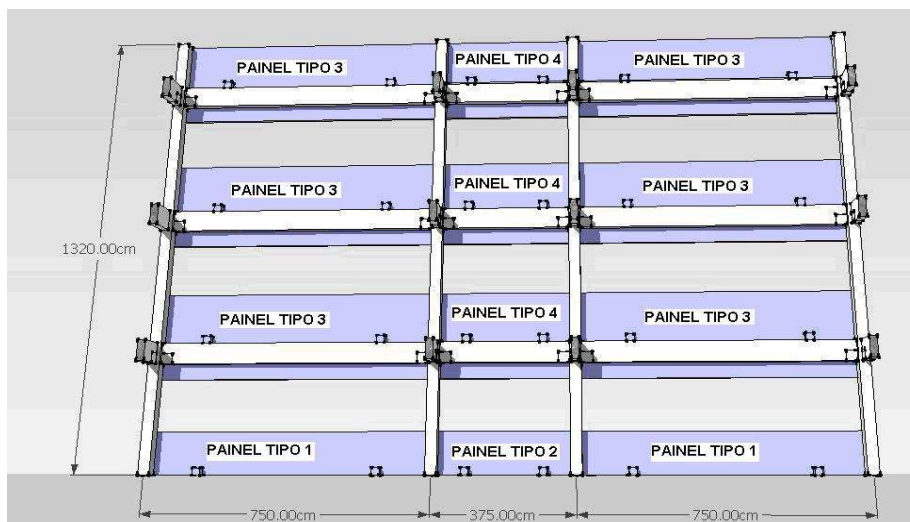 PAINEL TIPO 3
PAINEL TIPO 4
PAINEL TIPO 3
PAINEL TIPO 3
PAINEL TIPO 4
PAINEL TIPO 3
1320.00cm
PAINEL TIPO 3
PAINEL TIPO 4
PAINEL TIPO 3
PAINEL TIPO 1
PAINEL TIPO 2
PAINEL TIPO 1
750.00cm
375.00cm
750.00cm